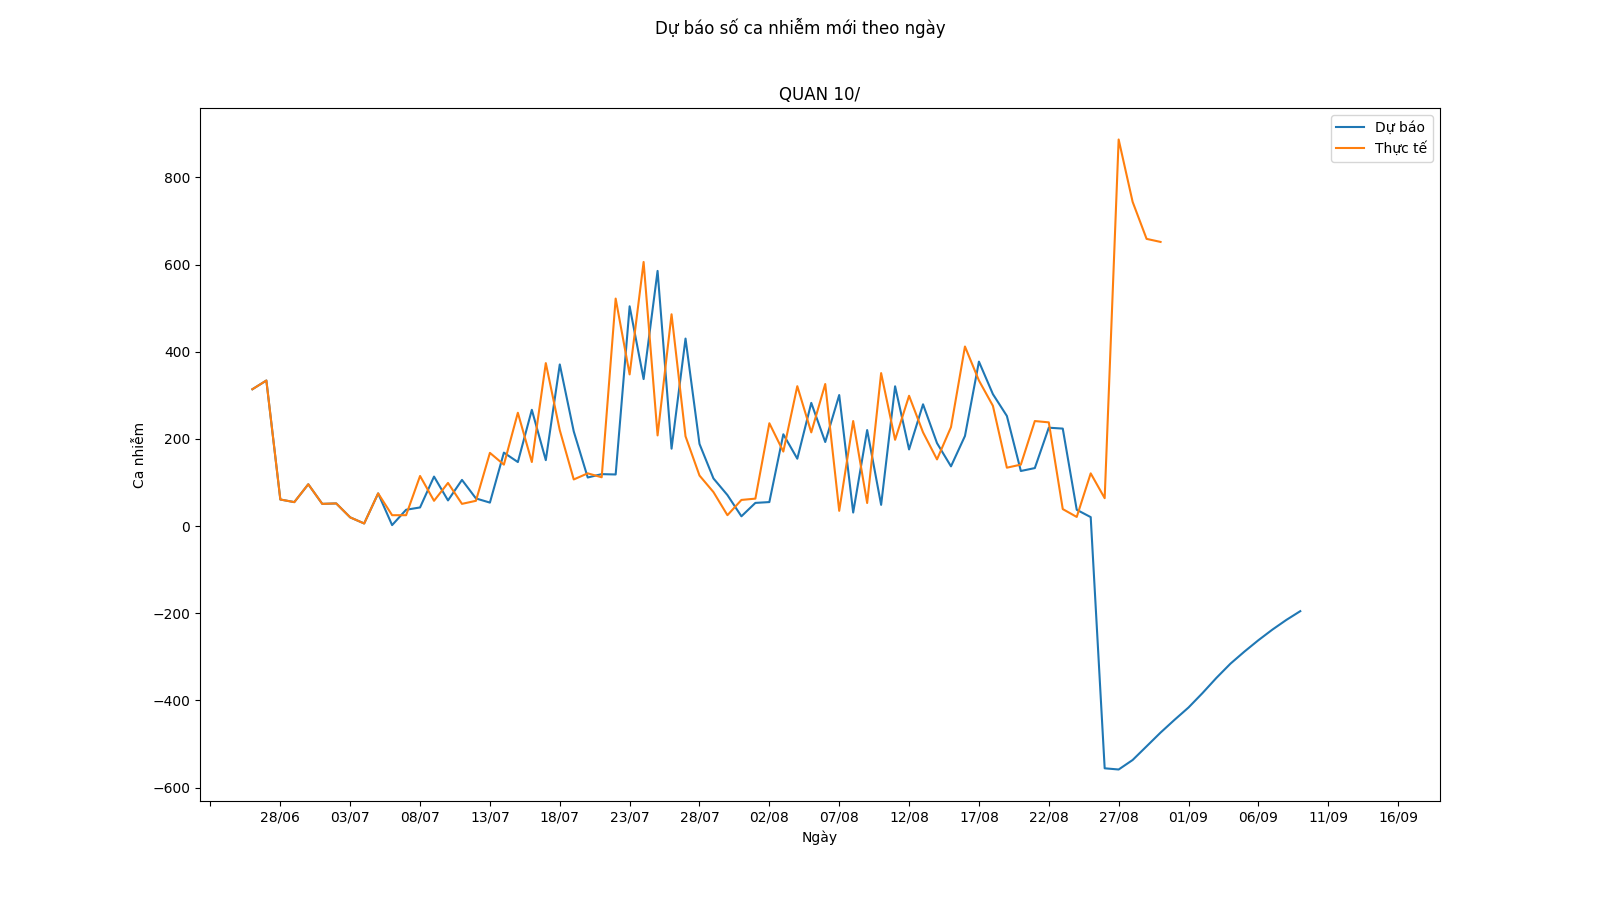 Dự báo số ca nhiễm mới theo ngày
QUAN 10/
Dự báo
Thực tế
800
600
400
200
0
−200
−400
−600
Ca nhiễm
28/06 03/07 08/07 13/07 18/07 23/07 28/07 02/08 07/08 12/08 17/08 22/08 27/08 01/09 06/09 11/09 16/09
Ngày